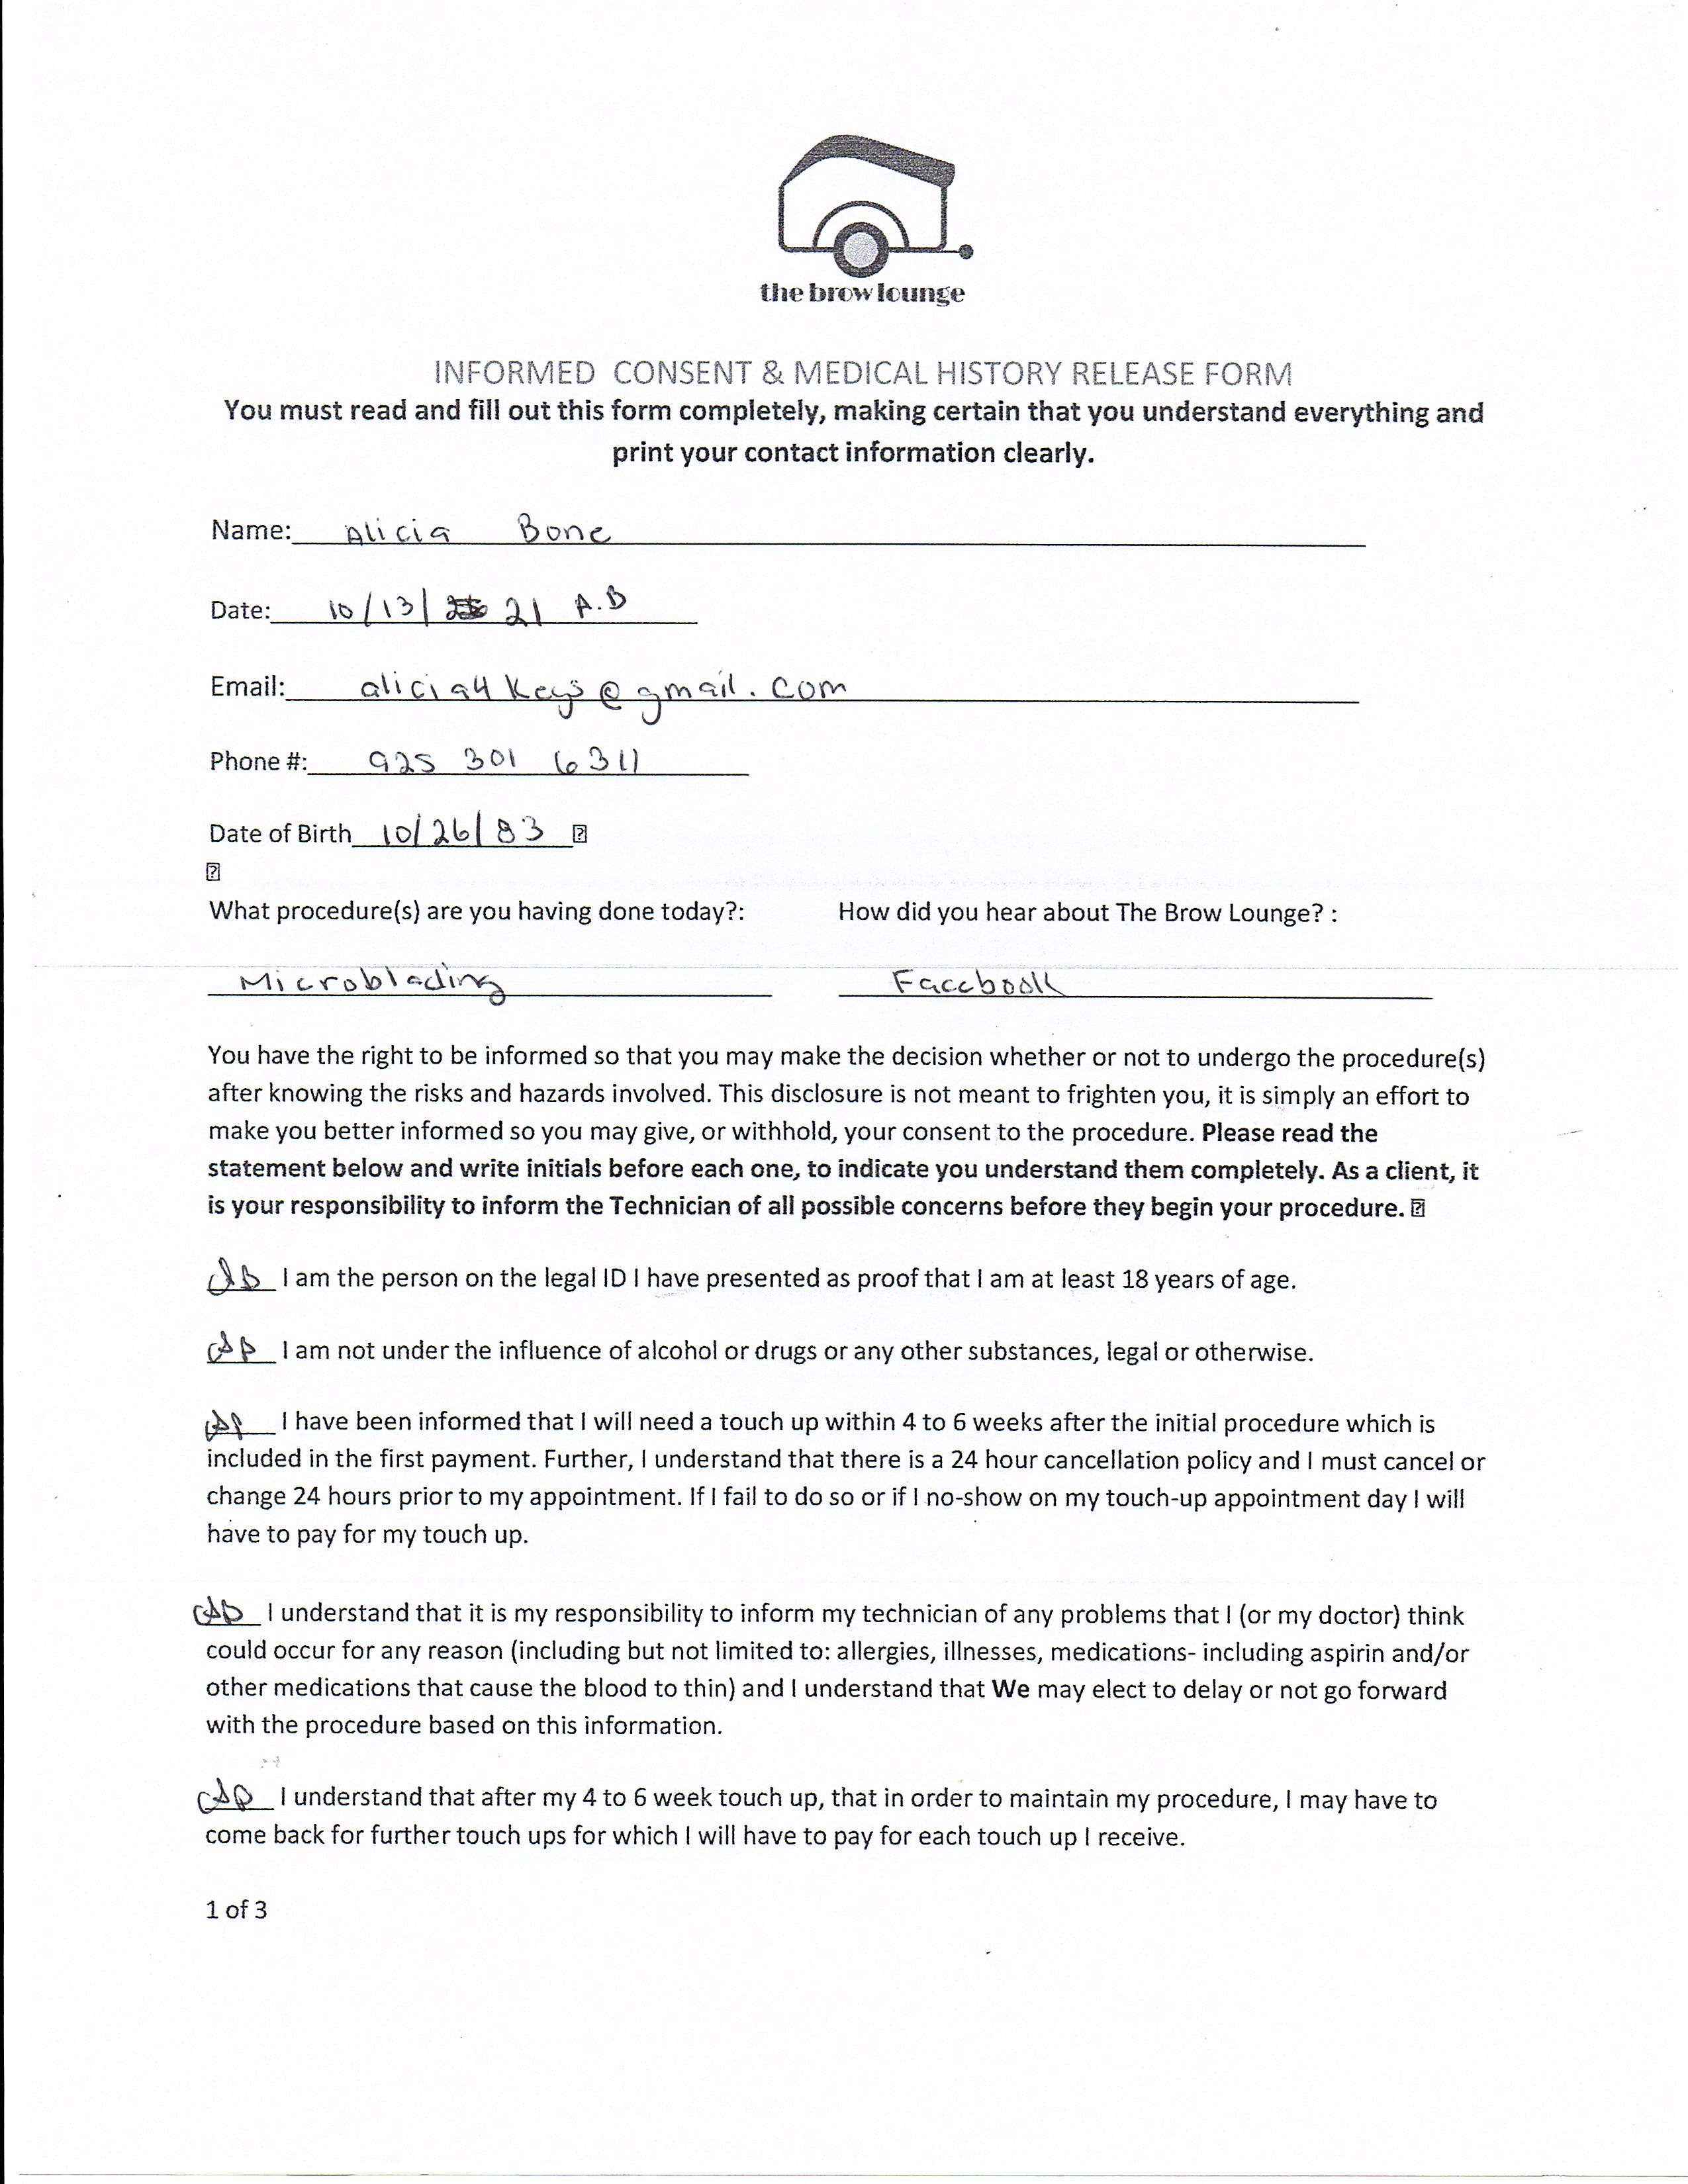 the brow lounge
INFORMED CONSENT & MEDICAL HISTORY RELEASE FORM
You must read and fill out this form completely, making certain that you understand everything and
print your contact information clearly.
Name: Alicia Bone
Date: 10/13/ 21 A.B
Email: alicia4keys@gmail.com
Phone #: 925 301 6311
Date of Birth 10/26/83
What procedure(s) are you having done today?: How did you hear about The Brow Lounge? :
Microblading Facebook
You have the right to be informed so that you may make the decision whether or not to undergo the procedure(s)
after knowing the risks and hazards involved. This disclosure is not meant to frighten you, it is simply an effort to
make you better informed so you may give, or withhold, your consent to the procedure. Please read the
statement below and write initials before each one, to indicate you understand them completely. As a client, it
is your responsibility to inform the Technician of all possible concerns before they begin your procedure.
I am the person on the legal ID I have presented as proof that I am at least 18 years of age.
I am not under the influence of alcohol or drugs or any other substances, legal or otherwise.
I have been informed that I will need a touch up within 4 to 6 weeks after the initial procedure which is
included in the first payment. Further, I understand that there is a 24 hour cancellation policy and I must cancel or
change 24 hours prior to my appointment. If I fail to do so or if I no-show on my touch-up appointment day I will
have to pay for my touch up.
I understand that it is my responsibility to inform my technician of any problems that I (or my doctor) think
could occur for any reason (including but not limited to: allergies, illnesses, medications- including aspirin and/or
other medications that cause the blood to thin) and I understand that We may elect to delay or not go forward
with the procedure based on this information.
I understand that after my 4 to 6 week touch up, that in order to maintain my procedure, I may have to
come back for further touch ups for which I will have to pay for each touch up I receive.
1 of 3